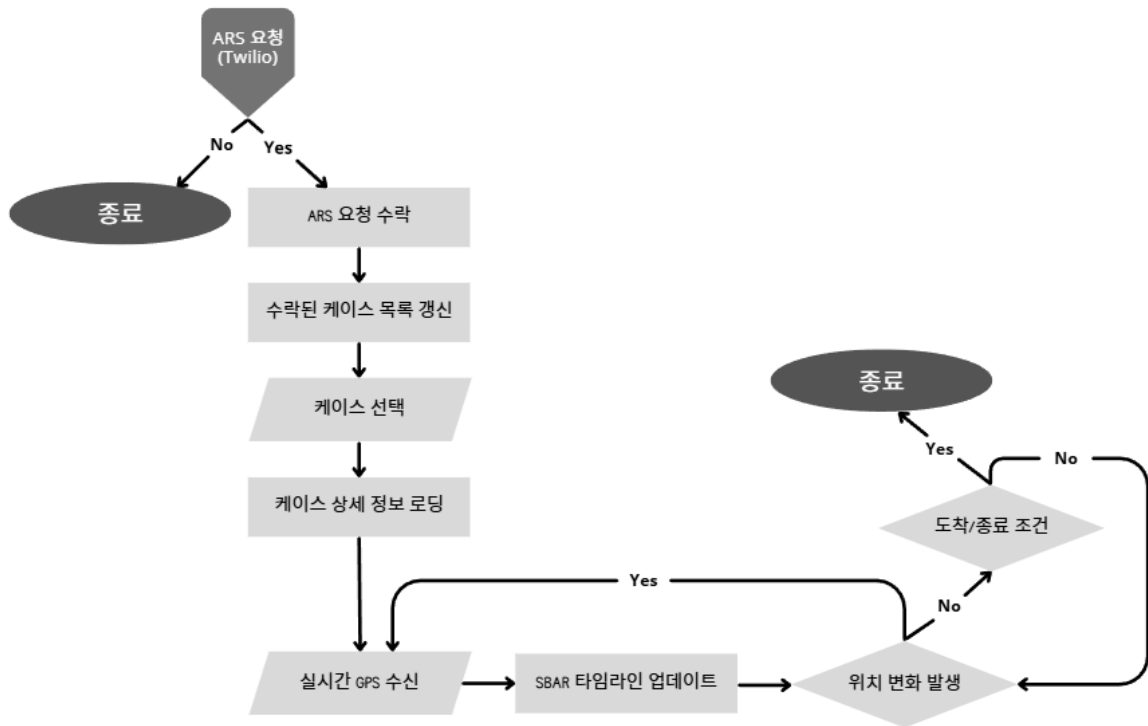 ARS 요청
(Twilio)
No
Yes
종료
ARS 요청 수락
수락된 케이스 목록 갱신
케이스 선택
케이스 상세 정보 로딩
종료
Yes
No
도착/종료 조건
Yes
No
실시간 GPS 수신
SBAR 타임라인 업데이트
위치 변화 발생